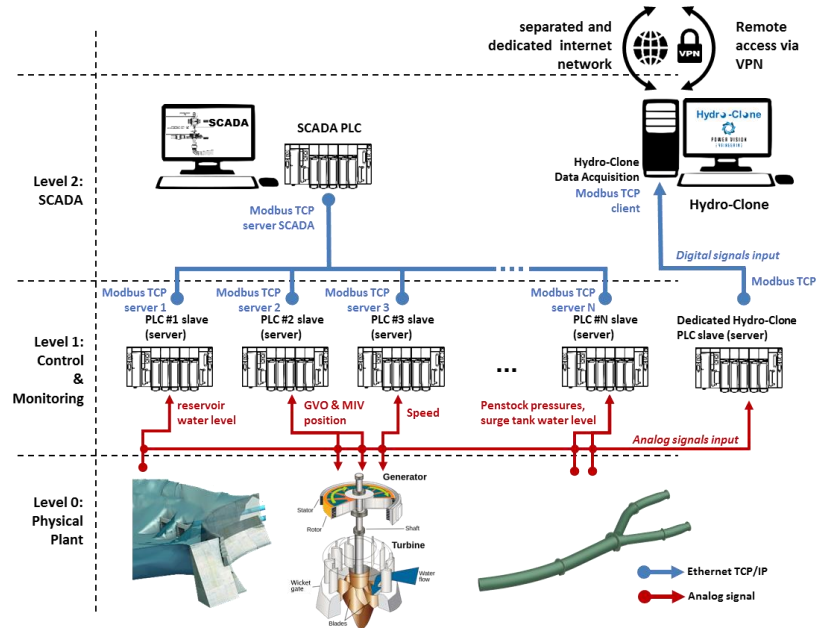 separated and
dedicated internet
network
VPN
Remote
access via
VPN
SCADA
SCADA PLC
Hydro-Clone
POWER VISION
ENGINEERING
Hydro-Clone
Data Acquisition
Modbus TCP
client
Hydro-Clone
Level 2:
SCADA
Modbus TCP
server SCADA
Digital signals input
Modbus TCP
Modbus TCP
server 1
Modbus TCP
server 2
Modbus TCP
server 3
Modbus TCP
server N
PLC #1 slave
(server)
PLC #2 slave
(server)
PLC #3 slave
(server)
PLC #N slave
(server)
Dedicated Hydro-Clone
PLC slave (server)
Level 1:
Control
&
Monitoring
...
reservoir
water level
GVO & MIV
position
Speed
Penstock pressures,
surge tank water level
Analog signals input
Level 0:
Physical
Plant
Generator
Stator
Rotor
Shaft
Turbine
Wicket
gate
Water
flow
Blades
Ethernet TCP/IP
Analog signal